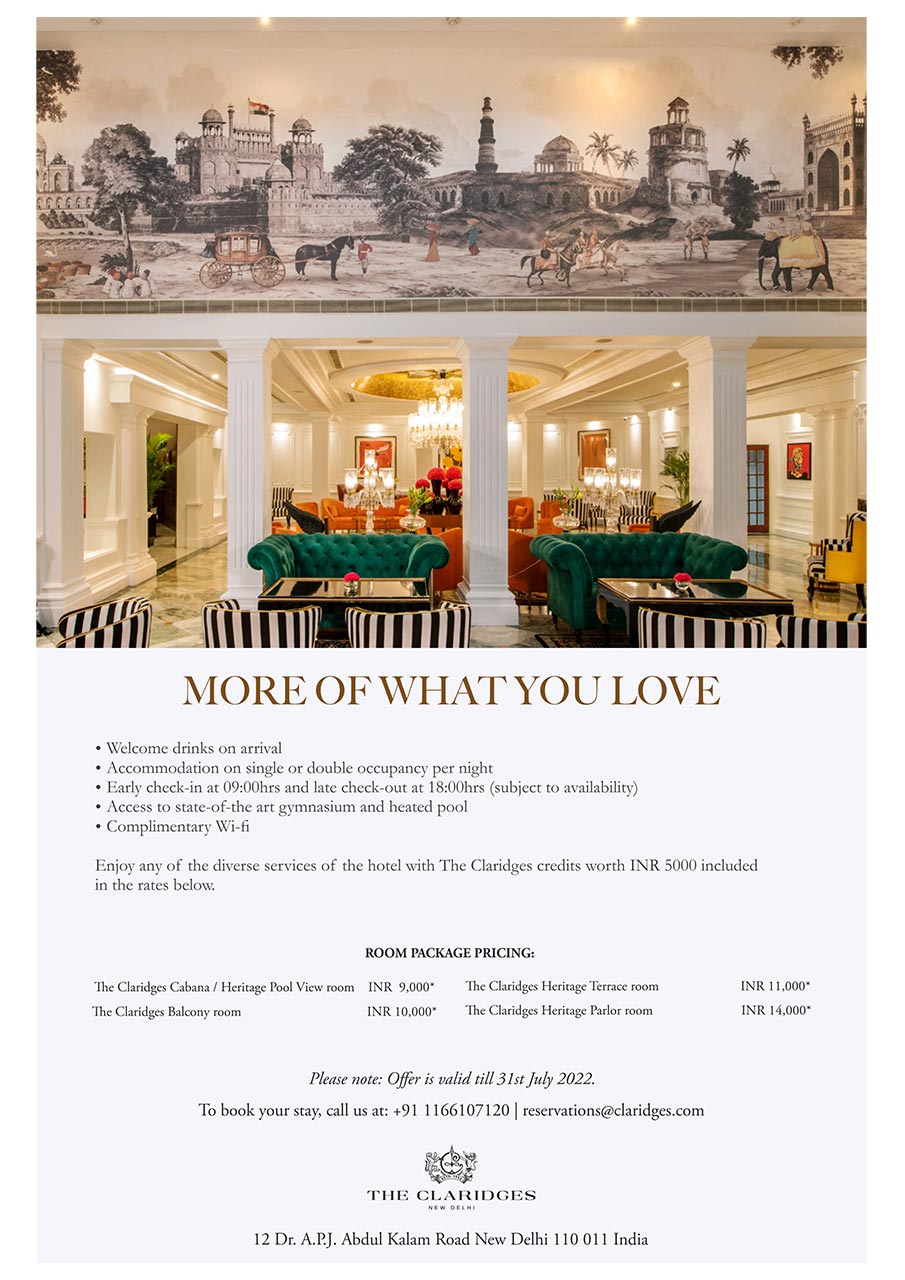 MORE OF WHAT YOU LOVE
• Welcome drinks on arrival
• Accommodation on single or double occupancy per night
• Early check-in at 09:00hrs and late check-out at 18:00hrs (subject to availability)
• Access to state-of-the art gymnasium and heated pool
• Complimentary Wi-fi
Enjoy any of the diverse services of the hotel with The Claridges credits worth INR 5000 included
in the rates below.
ROOM PACKAGE PRICING:
The Claridges Cabana / Heritage Pool View room INR 9,000* The Claridges Heritage Terrace room INR 11,000*
The Claridges Balcony room INR 10,000* The Claridges Heritage Parlor room INR 14,000*
Please note: Offer is valid till 31st July 2022.
To book your stay, call us at: +91 1166107120 | reservations@claridges.com
THE CLARIDGES
NEW DELHI
12 Dr. A.P.J. Abdul Kalam Road New Delhi 110 011 India